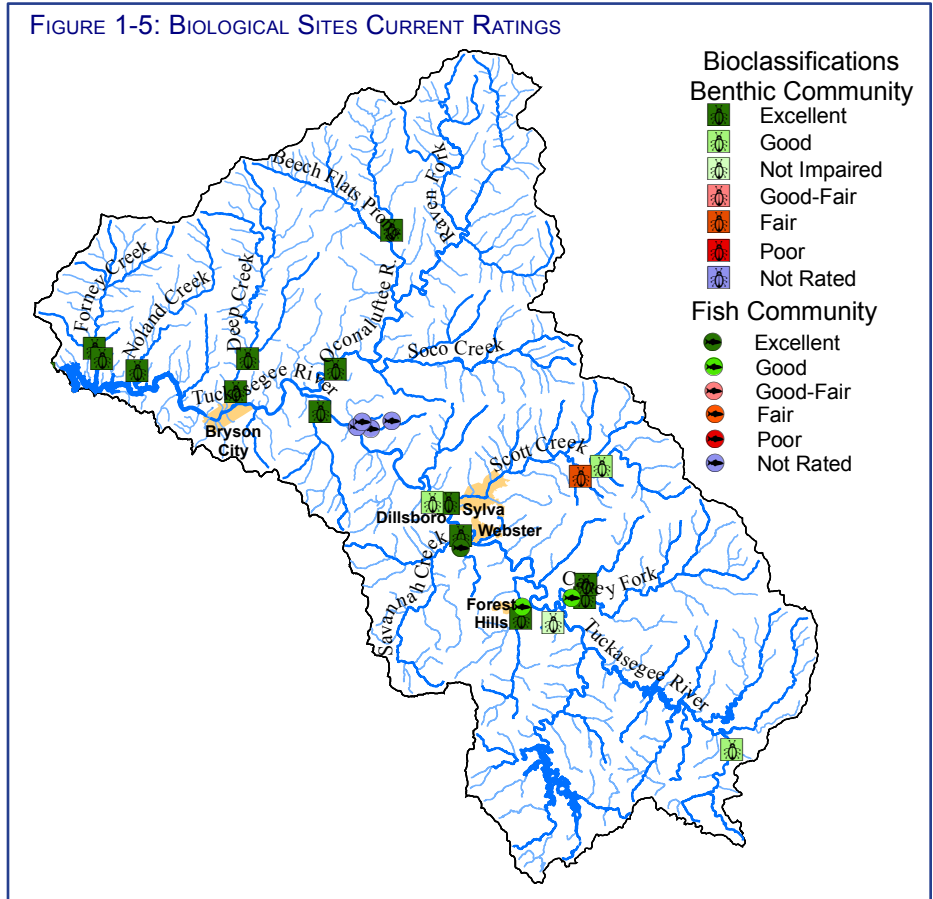 FIGURE 1-5: BIOLOGICAL SITES CURRENT RATINGS
Bioclassifications
Benthic Community
Excellent
Good
Not Impaired
Good-Fair
Fair
Poor
Not Rated
Fish Community
Excellent
Good
Good-Fair
Fair
Poor
Not Rated
Beech Flats Prong
Raven Fork
Forney Creek
Noland Creek
Deep Creek
Oconaluftee R.
Soco Creek
Tuckasegee River
Bryson
City
Scott Creek
Dillsboro
Sylva
Webster
Savannah Creek
Caney Fork
Forest
Hills
Tuckasegee River